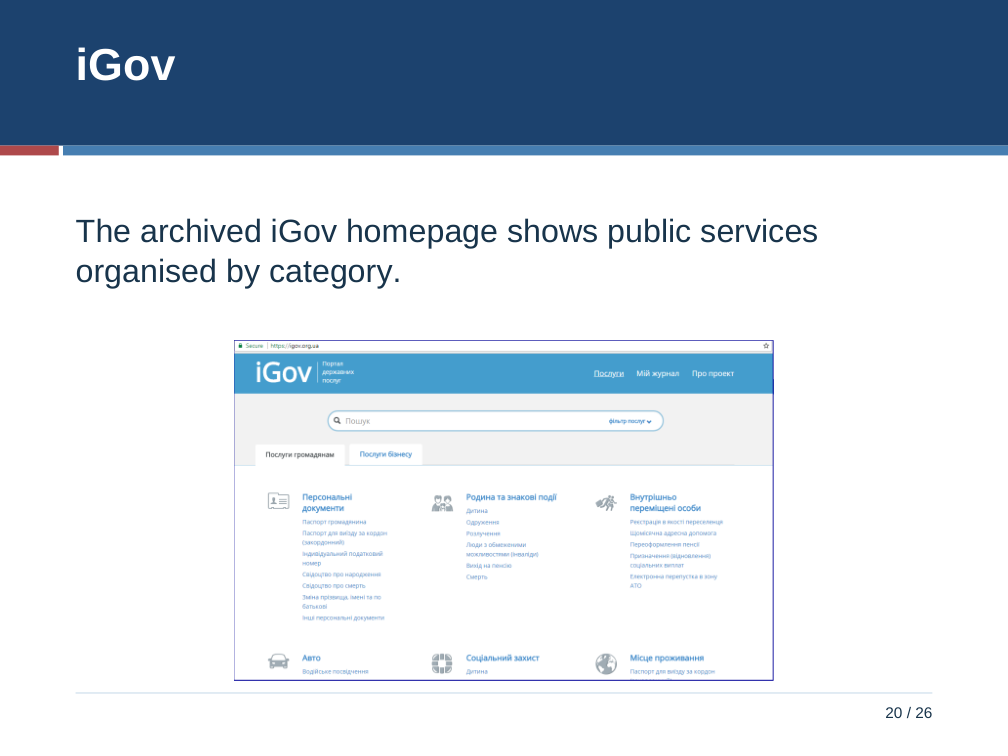 iGov
The archived iGov homepage shows public services
organised by category.
Secure | https://igov.org.ua
iGov
Портал
державних
послуг
Послуги Мій журнал Про проект
Пошук
фільтр послуг
Послуги громадянам Послуги бізнесу
Персональні
документи
Паспорт громадянина
Паспорт для виїзду за кордон
(закордонний)
Індивідуальний податковий
номер
Свідоцтво про народження
Свідоцтво про смерть
Зміна прізвища, імені та по
батькові
Інші персональні документи
Родина та знакові події
Дитина
Одруження
Розлучення
Люди з обмеженими
можливостями (інваліди)
Вихід на пенсію
Смерть
Внутрішньо
переміщені особи
Реєстрація в якості переселенця
Щомісячна адресна допомога
Переоформлення пенсії
Призначення (відновлення)
соціальних виплат
Електронна перепустка в зону
АТО
Авто
Водійське посвідчення
Соціальний захист
Дитина
Місце проживання
Паспорт для виїзду за кордон
20 / 26